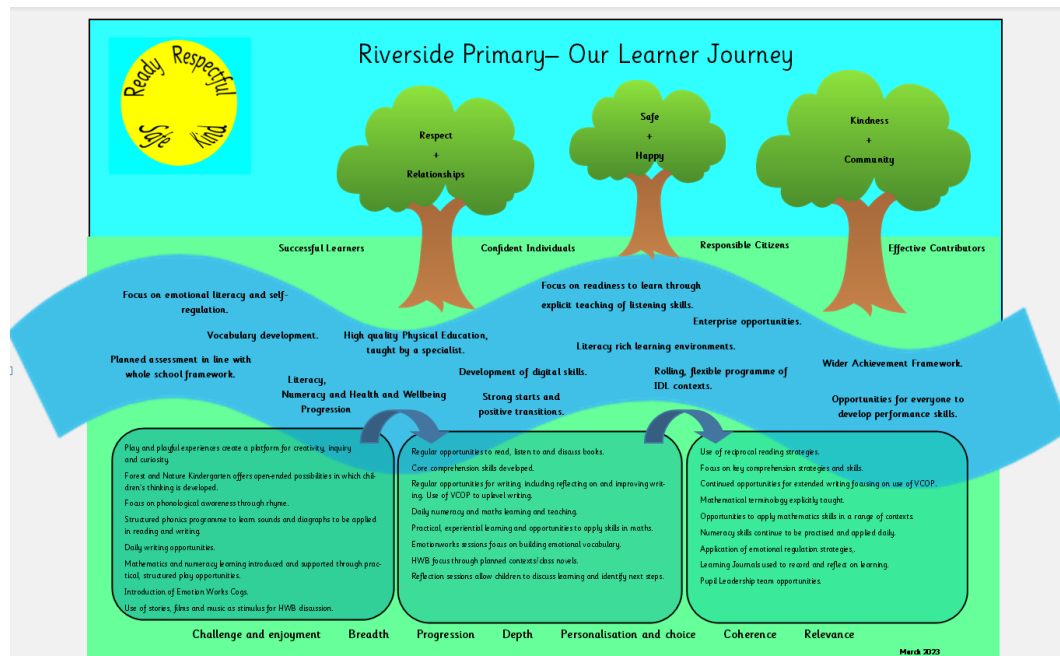 Riverside Primary– Our Learner Journey
Ready Respectful
Safe Kind
Respect
+
Relationships
Safe
+
Happy
Kindness
+
Community
Successful Learners
Confident Individuals
Responsible Citizens
Effective Contributors
Focus on emotional literacy and self-
regulation.
Vocabulary development.
Planned assessment in line with
whole school framework.
High quality Physical Education,
taught by a specialist.
Literacy,
Numeracy and Health and Wellbeing
Progression
Focus on readiness to learn through
explicit teaching of listening skills.
Enterprise opportunities.
Literacy rich learning environments.
Development of digital skills.
Strong starts and
positive transitions.
Rolling, flexible programme of
IDL contexts.
Wider Achievement Framework.
Opportunities for everyone to
develop performance skills.
Play and playful experiences create a platform for creativity, inquiry
and curiosity.
Forest and Nature Kindergarten offers open-ended possibilities in which chil-
dren's thinking is developed.
Focus on phonological awareness through rhyme.
Structured phonics programme to learn sounds and diagraphs to be applied
in reading and writing.
Daily writing opportunities.
Mathematics and numeracy learning introduced and supported through prac-
tical, structured play opportunities.
Introduction of Emotion Works Cogs.
Use of stories, films and music as stimulus for HWB discussion.
Regular opportunities to read, listen to and discuss books.
Core comprehension skills developed.
Regular opportunities for writing, including reflecting on and improving writ-
ing. Use of VCOP to uplevel writing.
Daily numeracy and maths learning and teaching.
Practical, experiential learning and opportunities to apply skills in maths.
Emotionworks sessions focus on building emotional vocabulary.
HWB focus through planned contexts/class novels.
Reflection sessions allow children to discuss learning and identify next steps.
Use of reciprocal reading strategies.
Focus on key comprehension strategies and skills.
Continued opportunities for extended writing focusing on use of VCOP.
Mathematical terminology explicitly taught.
Opportunities to apply mathematics skills in a range of contexts.
Numeracy skills continue to be practised and applied daily.
Application of emotional regulation strategies,.
Learning Journals used to record and reflect on learning.
Pupil Leadership team opportunities.
Challenge and enjoyment Breadth Progression Depth Personalisation and choice Coherence Relevance
March 2023